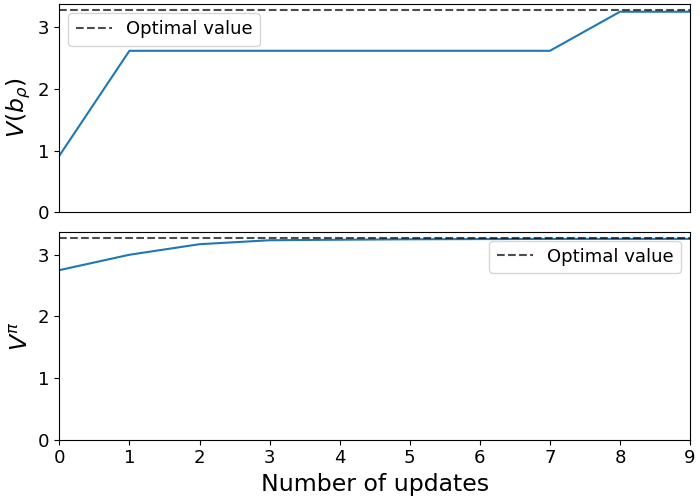 3
2
1
0
V(b_ρ)
Optimal value
3
2
1
0
V^π
Optimal value
0 1 2 3 4 5 6 7 8 9
Number of updates